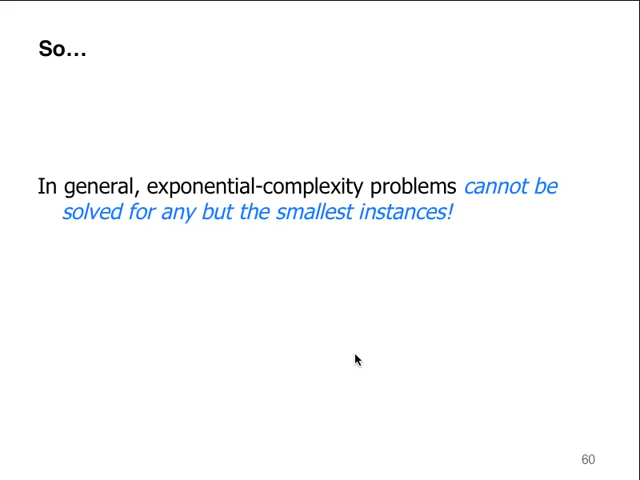 So…
In general, exponential-complexity problems cannot be
solved for any but the smallest instances!
60